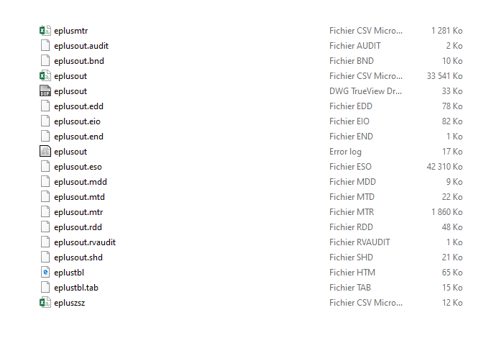 eplusmtr Fichier CSV Micro... 1 281 Ko
eplusout.audit Fichier AUDIT 2 Ko
eplusout.bnd Fichier BND 10 Ko
eplusout Fichier CSV Micro... 33 541 Ko
eplusout DWG TrueView Dr... 33 Ko
eplusout.edd Fichier EDD 78 Ko
eplusout.eio Fichier EIO 82 Ko
eplusout.end Fichier END 1 Ko
eplusout Error log 17 Ko
eplusout.eso Fichier ESO 42 310 Ko
eplusout.mdd Fichier MDD 9 Ko
eplusout.mtd Fichier MTD 22 Ko
eplusout.mtr Fichier MTR 1 860 Ko
eplusout.rdd Fichier RDD 48 Ko
eplusout.rvaudit Fichier RVAUDIT 1 Ko
eplusout.shd Fichier SHD 21 Ko
eplustbl Fichier HTM 65 Ko
eplustbl.tab Fichier TAB 15 Ko
epluszsz Fichier CSV Micro... 12 Ko